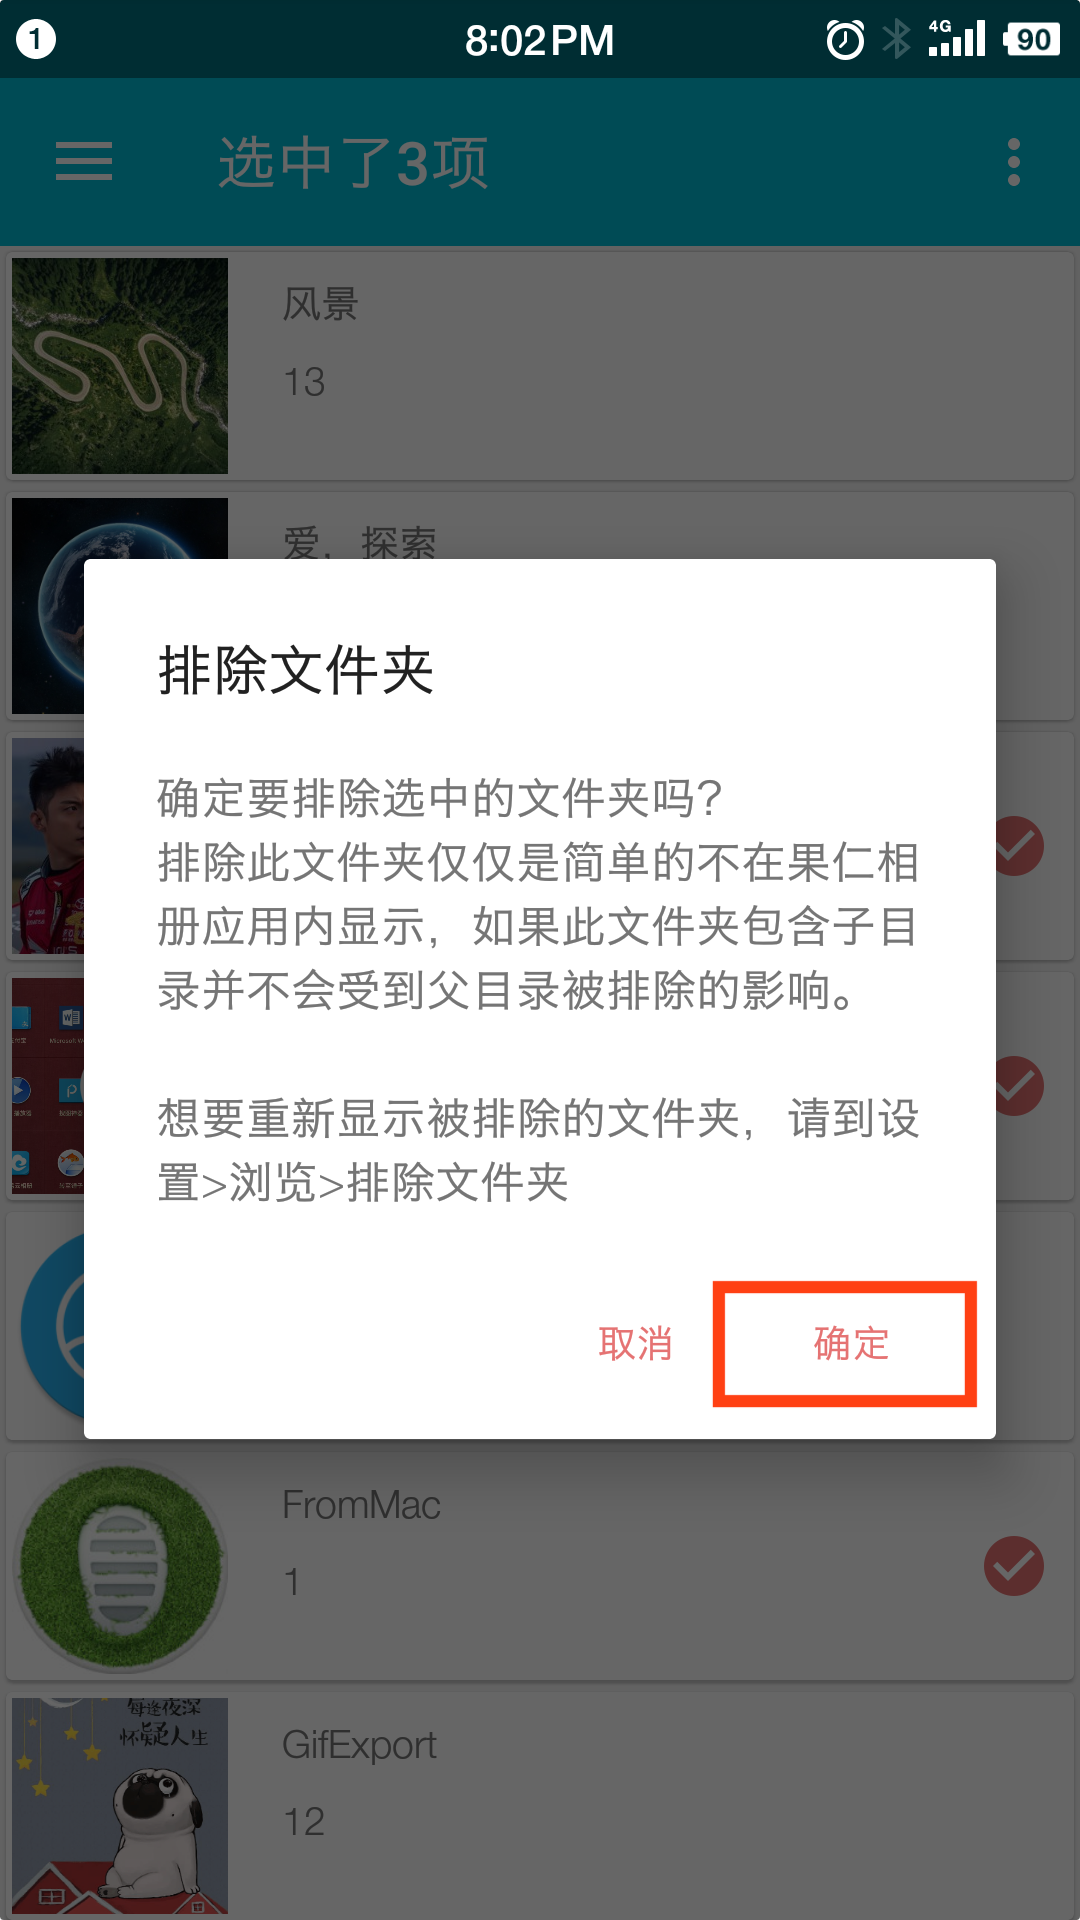 1
8:02PM
4G
90
选中了3项
风景
13
爱，探索
排除文件夹
确定要排除选中的文件夹吗？
排除此文件夹仅仅是简单的不在果仁相
册应用内显示，如果此文件夹包含子目
录并不会受到父目录被排除的影响。
想要重新显示被排除的文件夹，请到设
置>浏览>排除文件夹
取消
确定
FromMac
1
每逢夜深
怀疑人生
GifExport
12